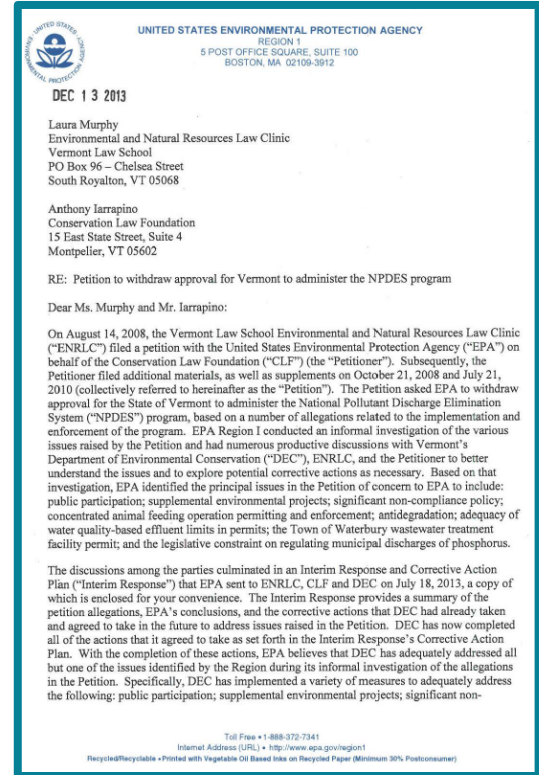 UNITED STATES ENVIRONMENTAL PROTECTION AGENCY
REGION 1
5 POST OFFICE SQUARE, SUITE 100
BOSTON, MA 02109-3912
UNITED STATES
ENVIRONMENTAL PROTECTION
DEC 13 2013
Laura Murphy
Environmental and Natural Resources Law Clinic
Vermont Law School
PO Box 96 – Chelsea Street
South Royalton, VT 05068
Anthony Iarrapino
Conservation Law Foundation
15 East State Street, Suite 4
Montpelier, VT 05602
RE: Petition to withdraw approval for Vermont to administer the NPDES program
Dear Ms. Murphy and Mr. Iarrapino:
On August 14, 2008, the Vermont Law School Environmental and Natural Resources Law Clinic
(“ENRLC”) filed a petition with the United States Environmental Protection Agency (“EPA”) on
behalf of the Conservation Law Foundation (“CLF”) (the “Petitioner”). Subsequently, the
Petitioner filed additional materials, as well as supplements on October 21, 2008 and July 21,
2010 (collectively referred to hereinafter as the “Petition”). The Petition asked EPA to withdraw
approval for the State of Vermont to administer the National Pollutant Discharge Elimination
System (“NPDES”) program, based on a number of allegations related to the implementation and
enforcement of the program. EPA Region I conducted an informal investigation of the various
issues raised by the Petition and had numerous productive discussions with Vermont’s
Department of Environmental Conservation (“DEC”), ENRLC, and the Petitioner to better
understand the issues and to explore potential corrective actions as necessary. Based on that
investigation, EPA identified the principal issues in the Petition of concern to EPA to include:
public participation; supplemental environmental projects; significant non-compliance policy;
concentrated animal feeding operation permitting and enforcement; antidegradation; adequacy of
water quality-based effluent limits in permits; the Town of Waterbury wastewater treatment
facility permit; and the legislative constraint on regulating municipal discharges of phosphorus.
The discussions among the parties culminated in an Interim Response and Corrective Action
Plan (“Interim Response”) that EPA sent to ENRLC, CLF and DEC on July 18, 2013, a copy of
which is enclosed for your convenience. The Interim Response provides a summary of the
petition allegations, EPA’s conclusions, and the corrective actions that DEC had already taken
and agreed to take in the future to address issues raised in the Petition. DEC has now completed
all of the actions that it agreed to take as set forth in the Interim Response’s Corrective Action
Plan. With the completion of these actions, EPA believes that DEC has adequately addressed all
but one of the issues identified by the Region during its informal investigation of the allegations
in the Petition. Specifically, DEC has implemented a variety of measures to adequately address
the following: public participation; supplemental environmental projects; significant non-
Toll Free • 1-888-372-7341
Internet Address (URL) • http://www.epa.gov/region1
Recycled/Recyclable • Printed with Vegetable Oil Based Inks on Recycled Paper (Minimum 30% Postconsumer)